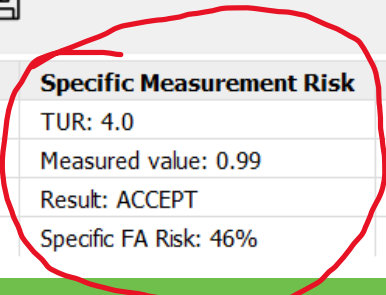 Specific Measurement Risk
TUR: 4.0
Measured value: 0.99
Result: ACCEPT
Specific FA Risk: 46%